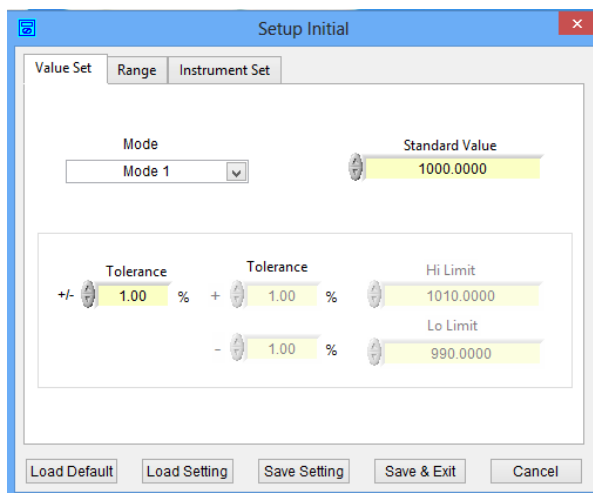 Setup Initial
Value Set Range Instrument Set
Mode Standard Value
Mode 1 1000.0000
Tolerance Tolerance Hi Limit
+/- 1.00 % + 1.00 % 1010.0000
Lo Limit
- 1.00 % 990.0000
Load Default Load Setting Save Setting Save & Exit Cancel